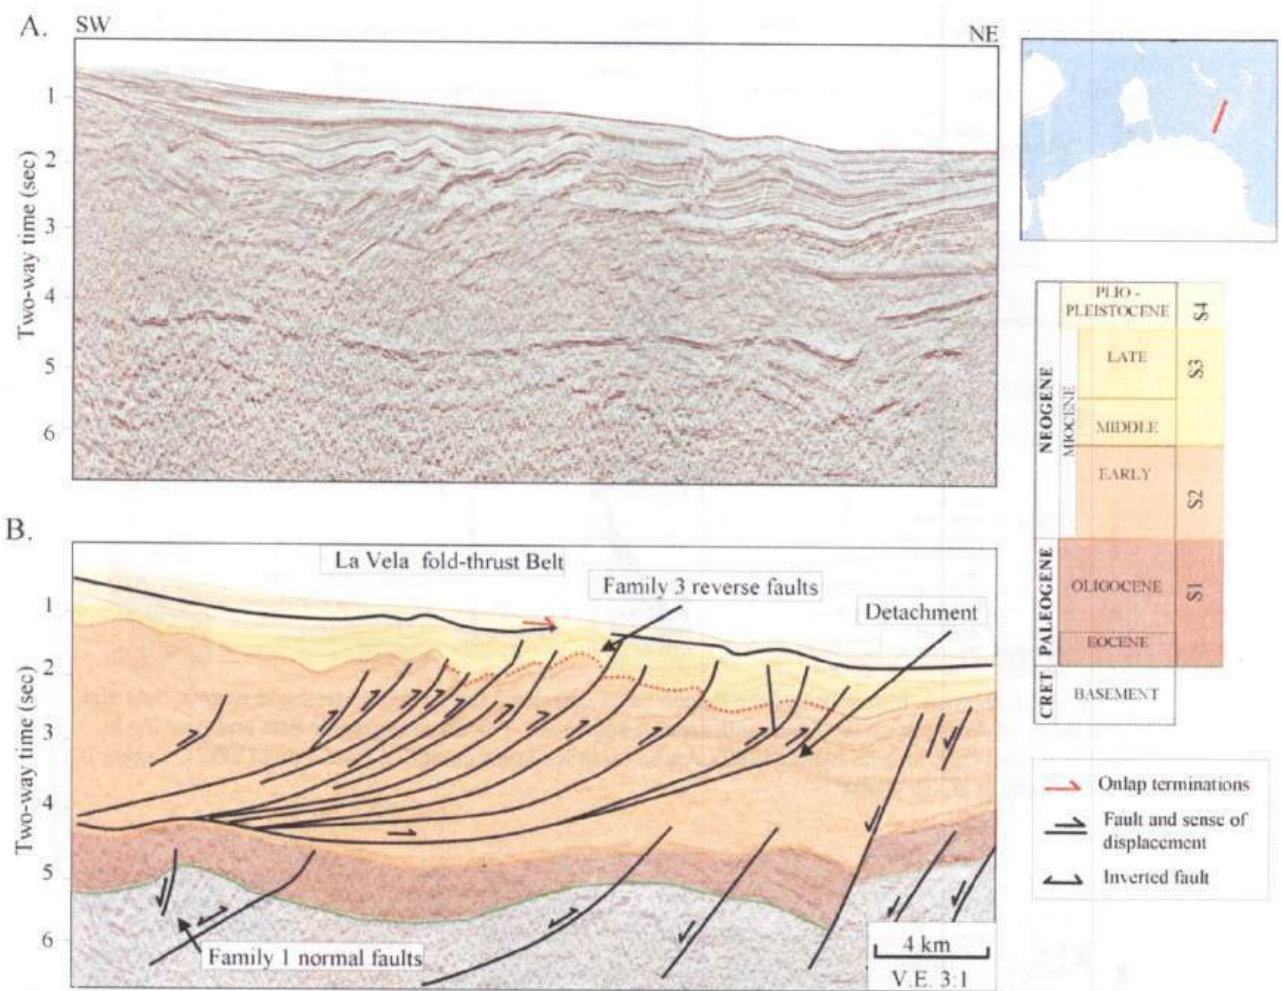 A.
SW
NE
1
2
3
4
5
6
Two-way time (sec)
PLIO -
PLEISTOCENE
S4
LATE
S3
MIDDLE
EARLY
S2
MIOCENE
NEOGENE
OLIGOCENE
S1
EOCENE
PALEOGENE
BASEMENT
CRET
B.
La Vela fold-thrust Belt
Family 3 reverse faults
Detachment
1
2
3
4
5
6
Two-way time (sec)
Family 1 normal faults
4 km
V.E. 3:1
Onlap terminations
Fault and sense of
displacement
Inverted fault